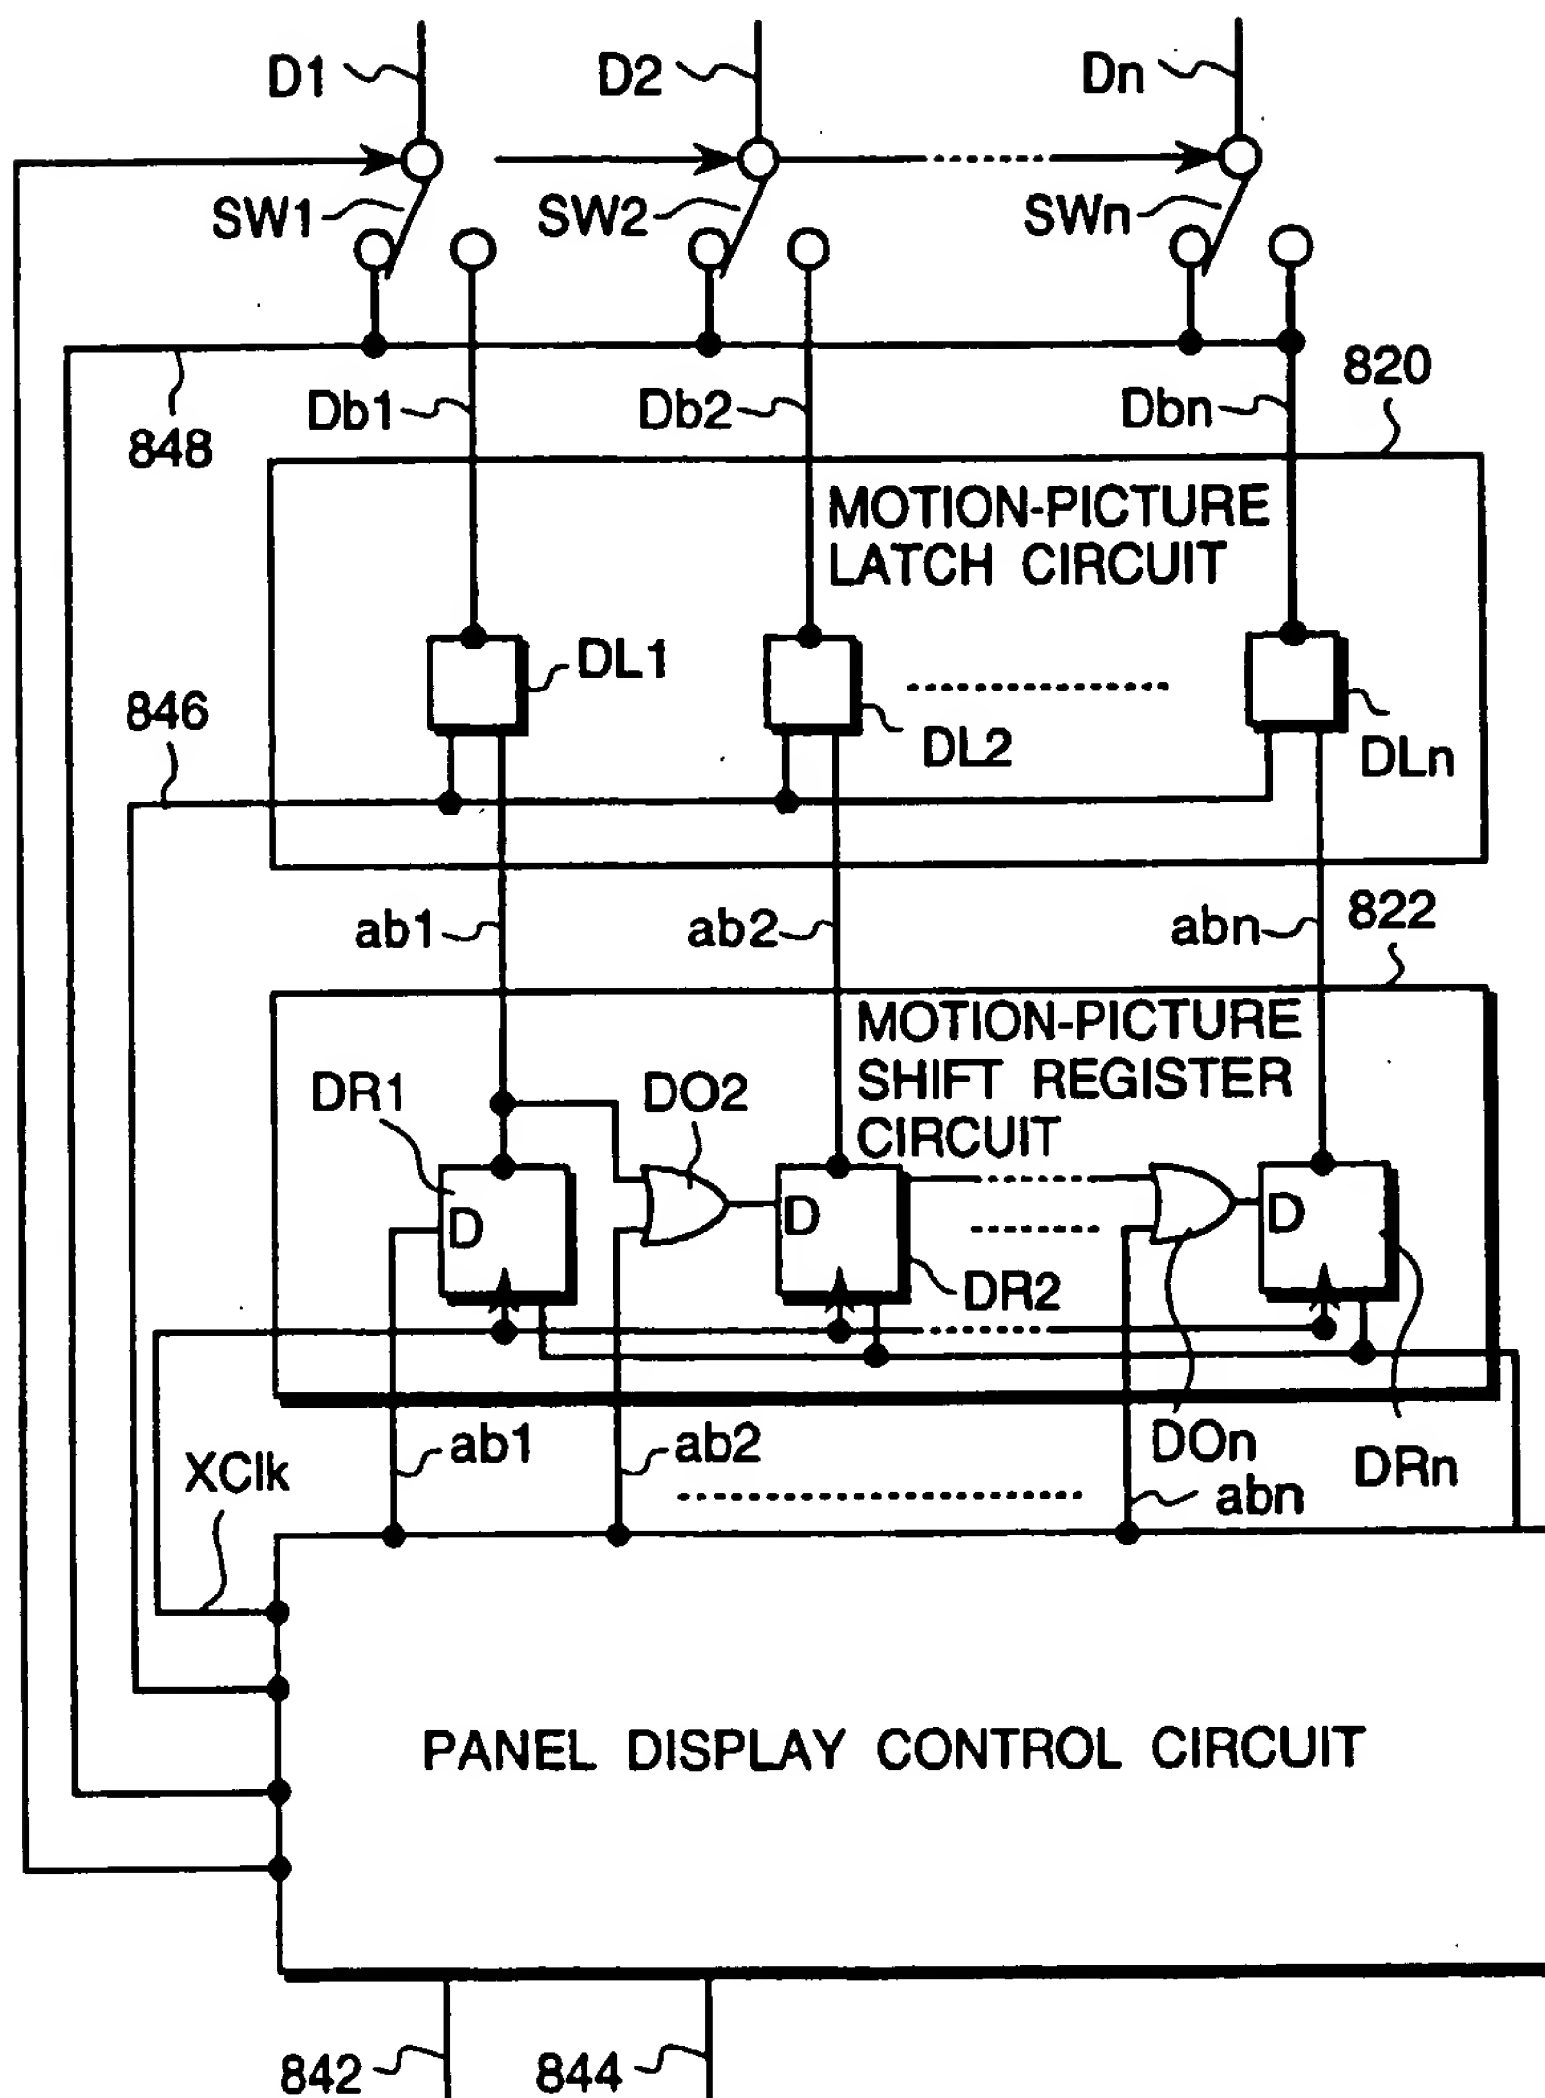 D1
D2
Dn
SW1
SW2
SWn
820
Db1
Db2
Dbn
848
MOTION-PICTURE
LATCH CIRCUIT
DL1
846
DL2
DLn
ab1
ab2
abn
822
MOTION-PICTURE
SHIFT REGISTER
CIRCUIT
DR1
DO2
D
D
D
DR2
ab1
ab2
DOn
DRn
XClk
abn
PANEL DISPLAY CONTROL CIRCUIT
842
844